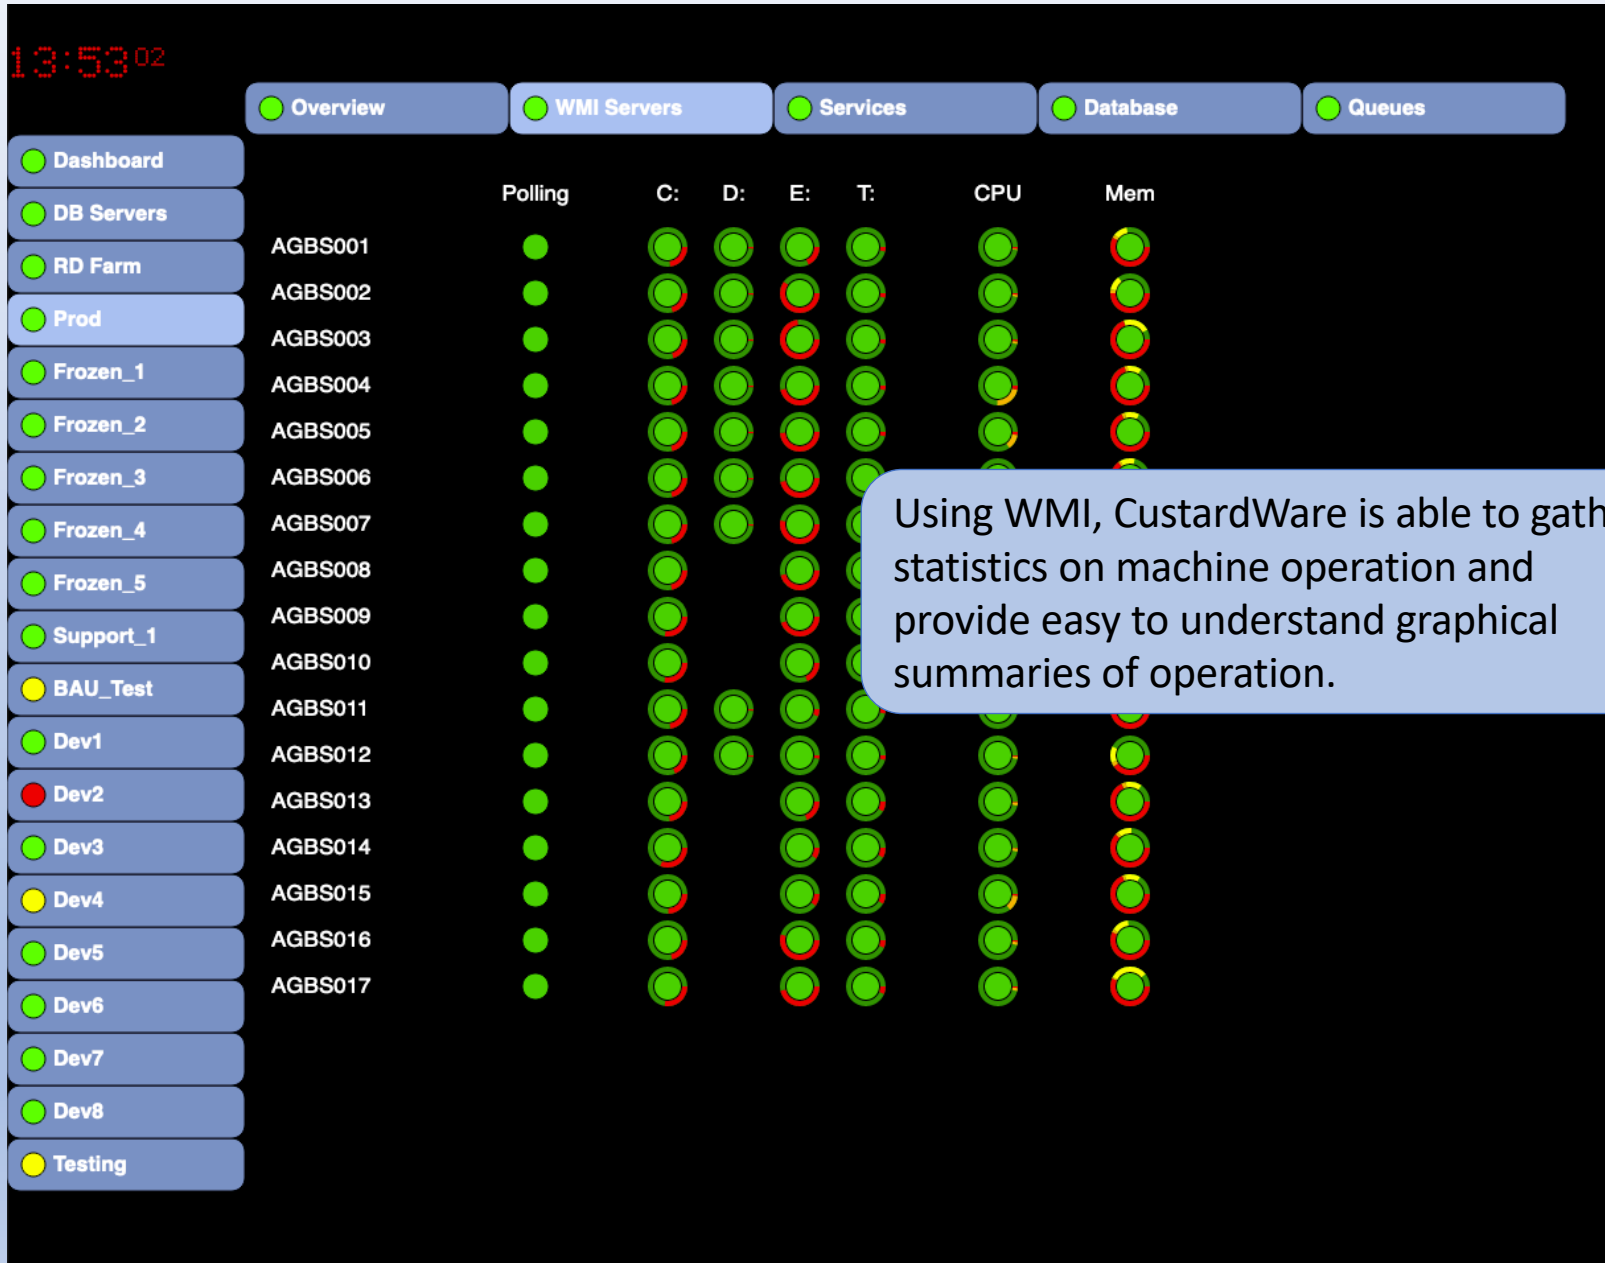 13:53 02
Overview WMI Servers Services Database Queues
Dashboard
DB Servers
RD Farm
Prod
Frozen_1
Frozen_2
Frozen_3
Frozen_4
Frozen_5
Support_1
BAU_Test
Dev1
Dev2
Dev3
Dev4
Dev5
Dev6
Dev7
Dev8
Testing
Polling C: D: E: T: CPU Mem
AGBS001
AGBS002
AGBS003
AGBS004
AGBS005
AGBS006
AGBS007
AGBS008
AGBS009
AGBS010
AGBS011
AGBS012
AGBS013
AGBS014
AGBS015
AGBS016
AGBS017
Using WMI, CustardWare is able to gath
statistics on machine operation and
provide easy to understand graphical
summaries of operation.